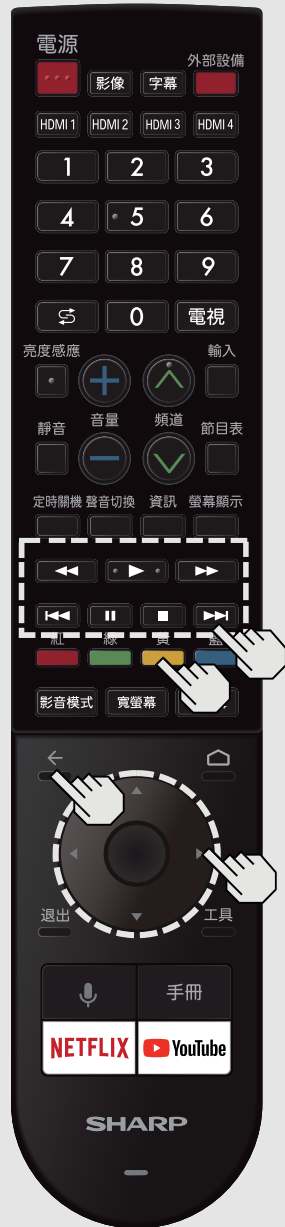 電源
外部設備
影像 字幕
HDMI 1 HDMI 2 HDMI 3 HDMI 4
1 2 3
4 5 6
7 8 9
0 電視
亮度感應 輸入
音量 頻道
靜音 節目表
定時關機 聲音切換 資訊 螢幕顯示
紅 綠 黃 藍
影音模式 寬螢幕
退出 工具
手冊
NETFLIX YouTube
SHARP